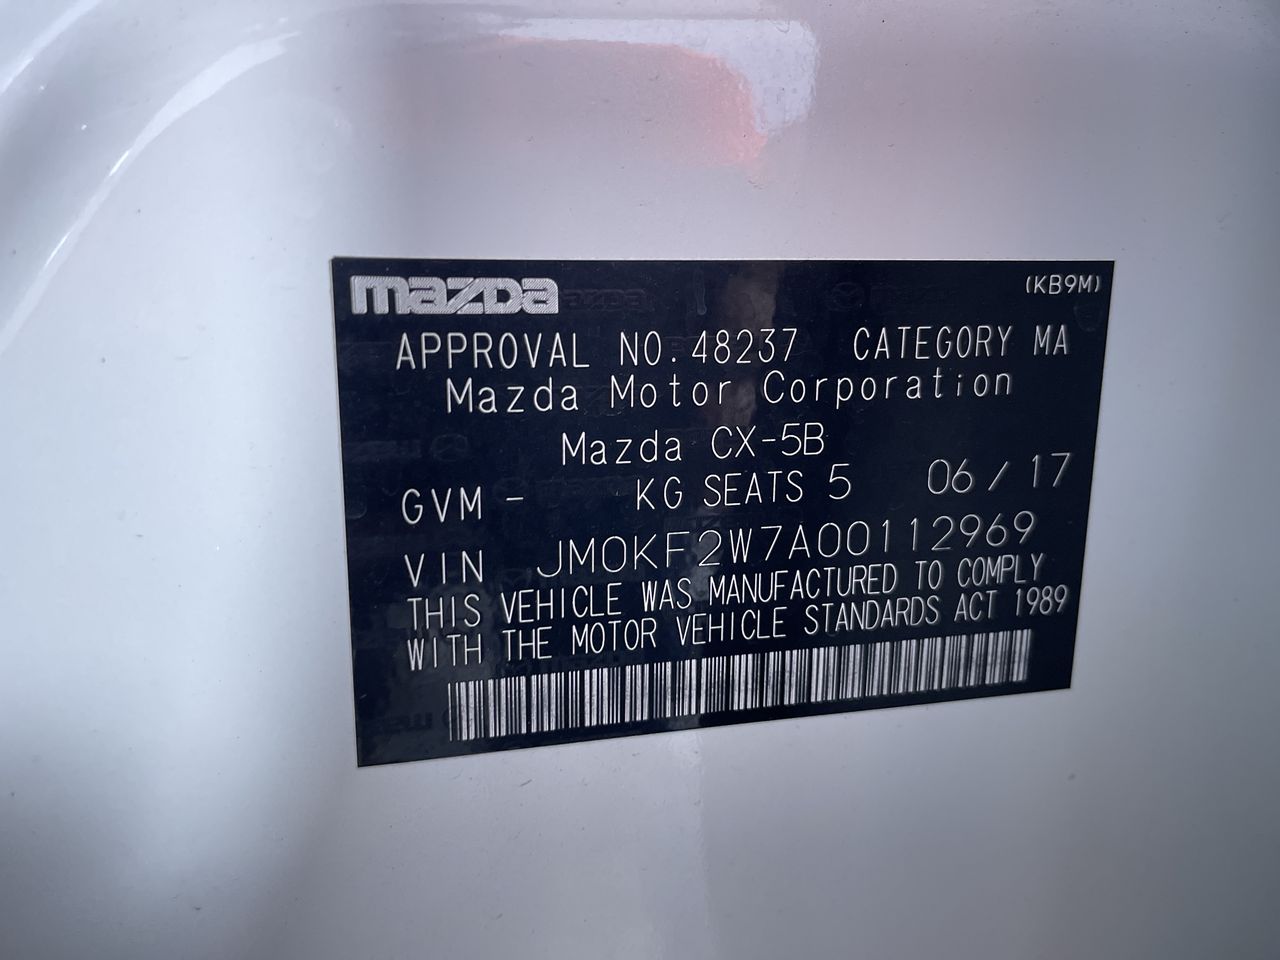 mazda (KB9M)
APPROVAL NO. 48237 CATEGORY MA
Mazda Motor Corporation
Mazda CX-5B
GVM - KG SEATS 5 06 / 17
VIN JM0KF2W7A00112969
THIS VEHICLE WAS MANUFACTURED TO COMPLY
WITH THE MOTOR VEHICLE STANDARDS ACT 1989